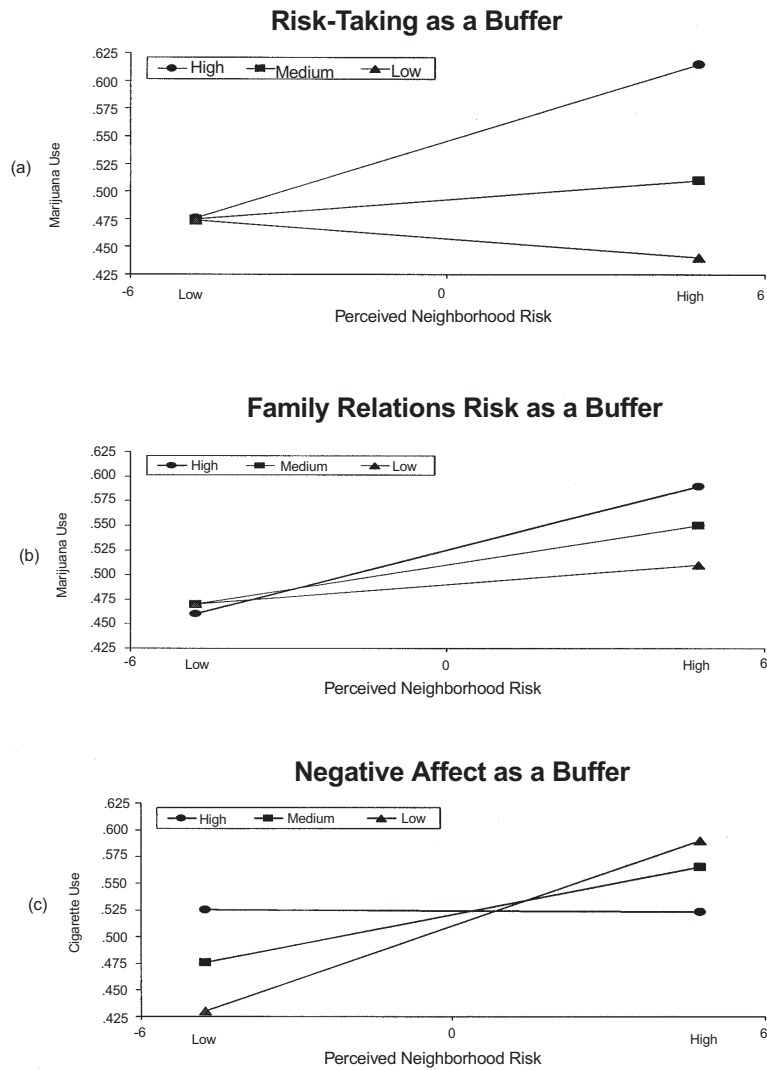 Risk-Taking as a Buffer
High Medium Low
.625
.600
.575
.550
.525
.500
.475
.450
.425
(a)
Marijuana Use
-6 0 6
Low High
Perceived Neighborhood Risk
Family Relations Risk as a Buffer
High Medium Low
.625
.600
.575
.550
.525
.500
.475
.450
.425
(b)
Marijuana Use
-6 0 6
Low High
Perceived Neighborhood Risk
Negative Affect as a Buffer
High Medium Low
.625
.600
.575
.550
.525
.500
.475
.450
.425
(c)
Cigarette Use
-6 0 6
Low High
Perceived Neighborhood Risk